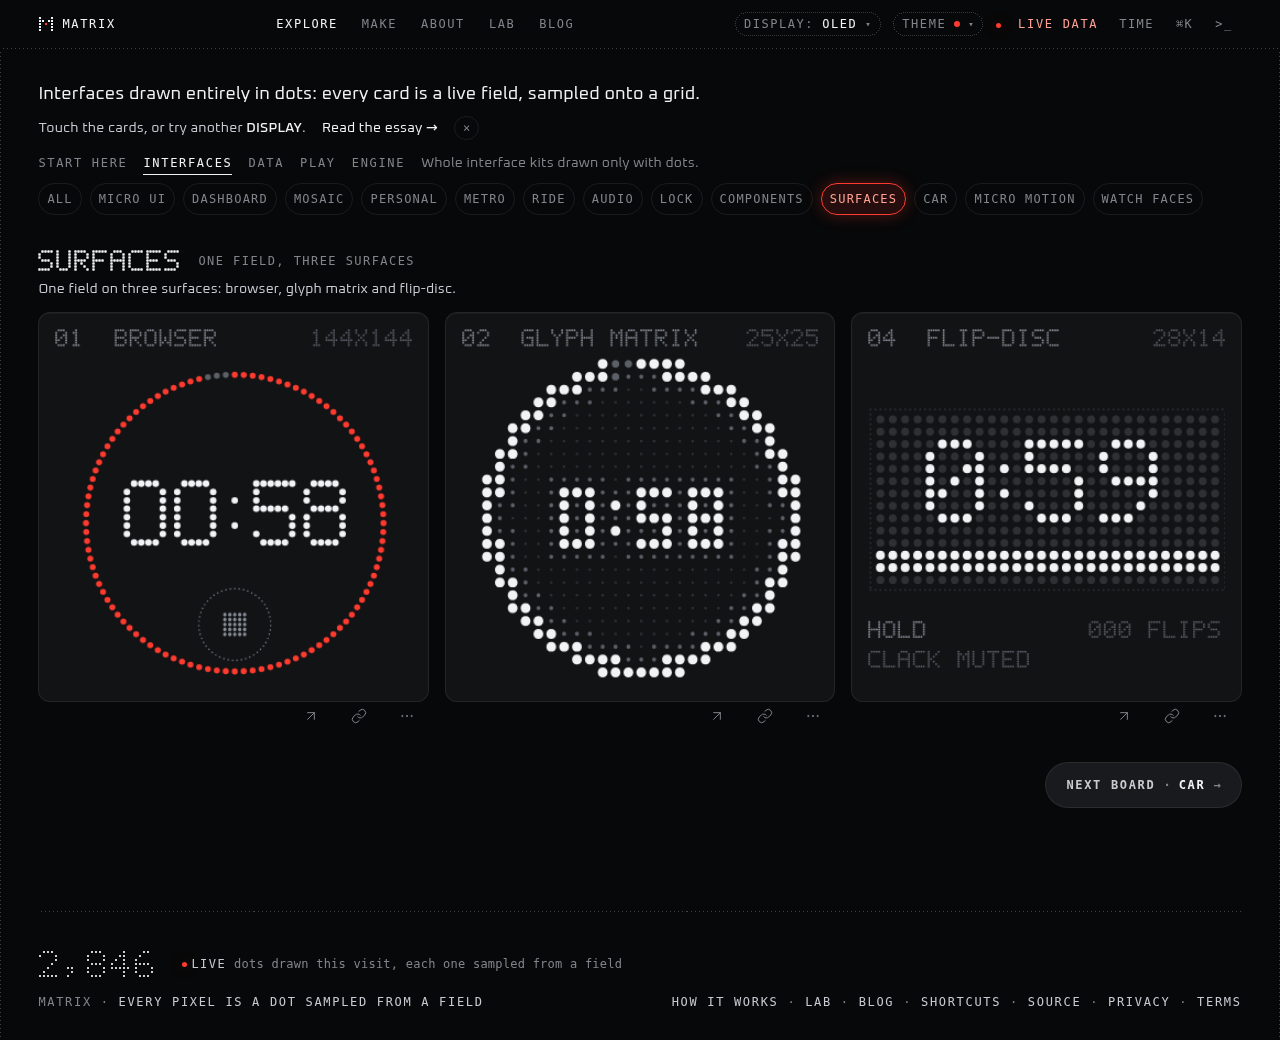 MATRIX EXPLORE MAKE ABOUT LAB BLOG DISPLAY: OLED ▾ THEME ● ▾ ● LIVE DATA TIME ⌘K >_
Interfaces drawn entirely in dots: every card is a live field, sampled onto a grid.
Touch the cards, or try another DISPLAY. Read the essay → ×
START HERE INTERFACES DATA PLAY ENGINE Whole interface kits drawn only with dots.
ALL MICRO UI DASHBOARD MOSAIC PERSONAL METRO RIDE AUDIO LOCK COMPONENTS SURFACES CAR MICRO MOTION WATCH FACES
SURFACES ONE FIELD, THREE SURFACES
One field on three surfaces: browser, glyph matrix and flip-disc.
01 BROWSER 144X144
00:58
02 GLYPH MATRIX 25X25
0:58
04 FLIP-DISC 28X14
0:59
HOLD 000 FLIPS
CLACK MUTED
NEXT BOARD · CAR →
2,846 LIVE dots drawn this visit, each one sampled from a field
MATRIX · EVERY PIXEL IS A DOT SAMPLED FROM A FIELD HOW IT WORKS · LAB · BLOG · SHORTCUTS · SOURCE · PRIVACY · TERMS